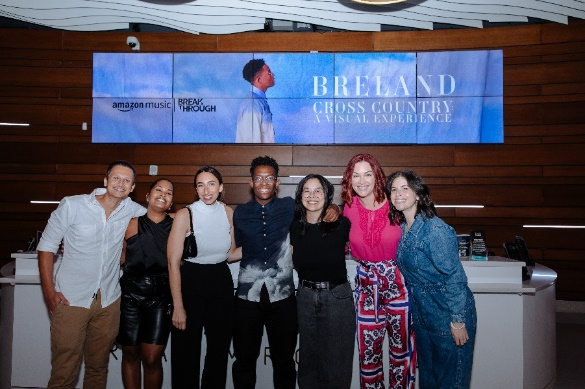 amazon music
BREAK
THROUGH
BRELAND
CROSS COUNTRY
A VISUAL EXPERIENCE